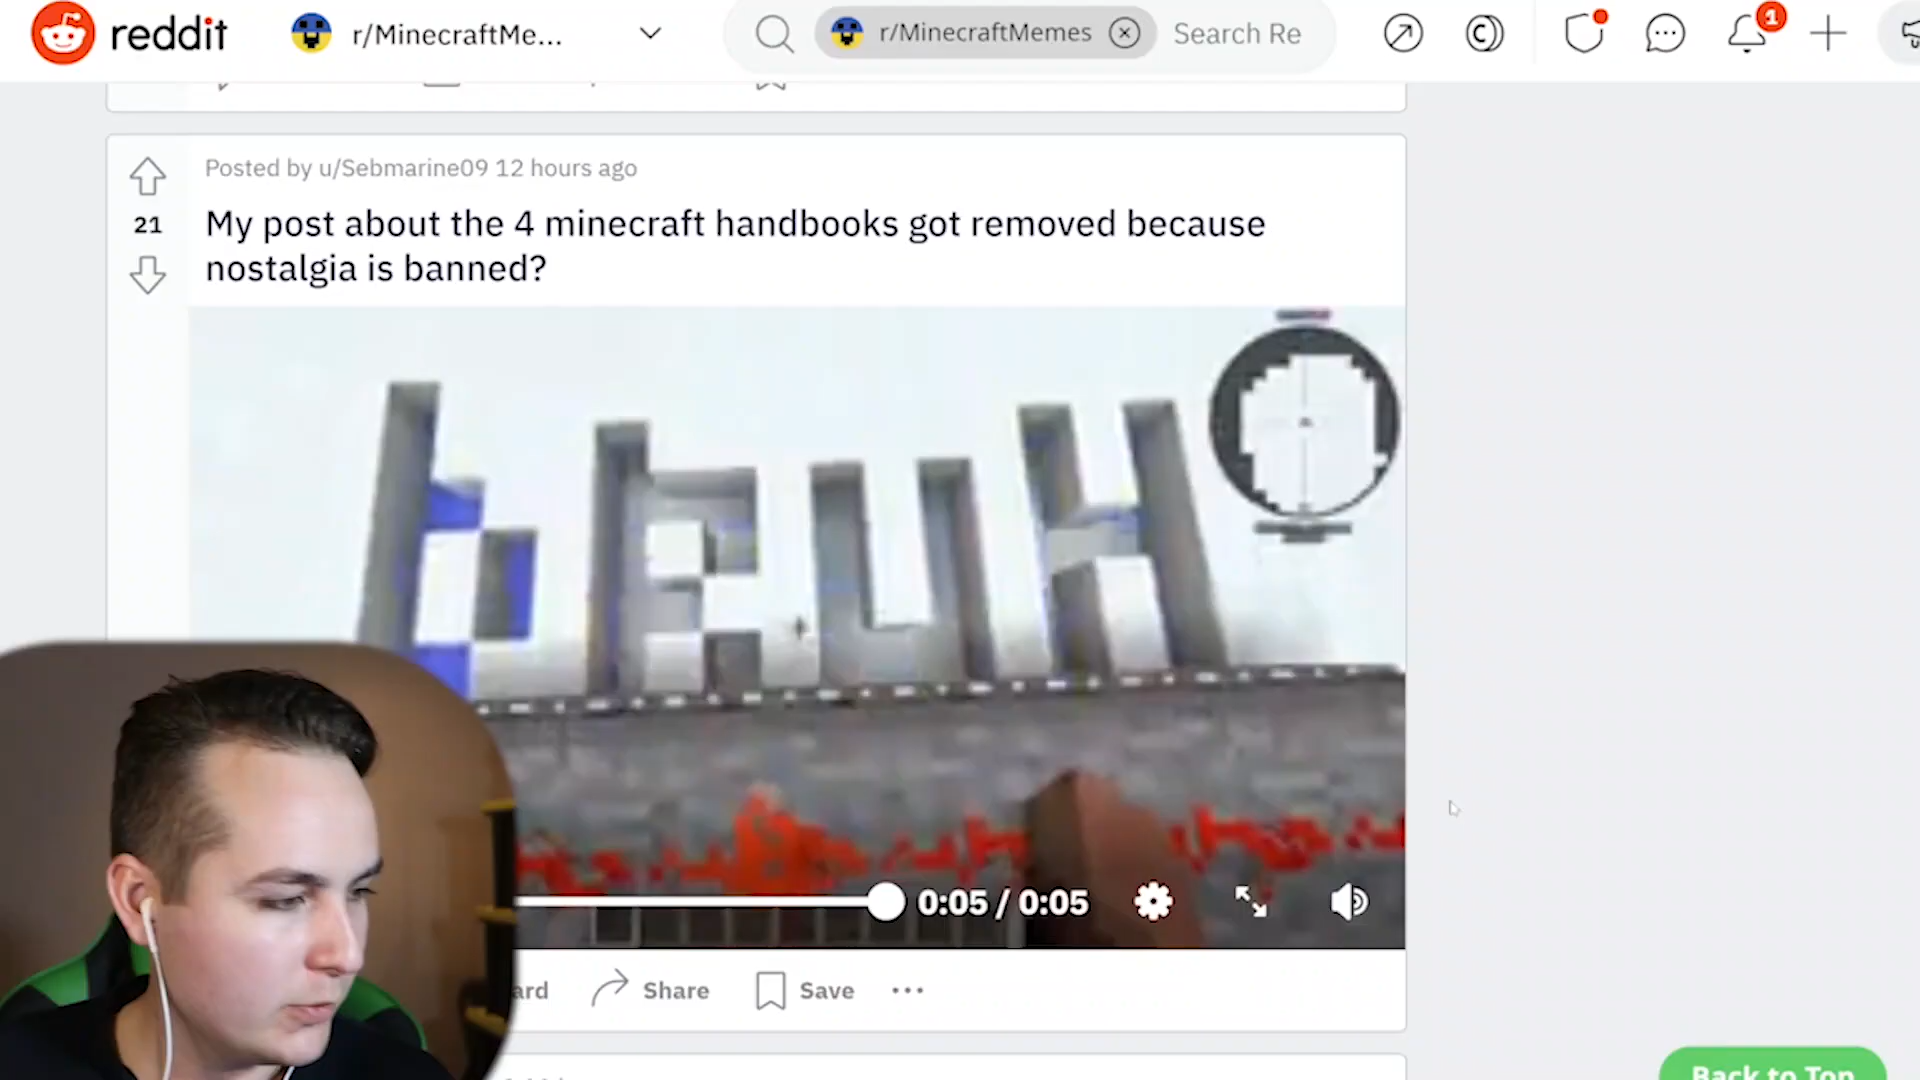 reddit
r/MinecraftMe...
r/MinecraftMemes
Search Re
1
Posted by u/Sebmarine09 12 hours ago
21
My post about the 4 minecraft handbooks got removed because
nostalgia is banned?
bruh
0:05 / 0:05
ard
Share
Save
Back to Top